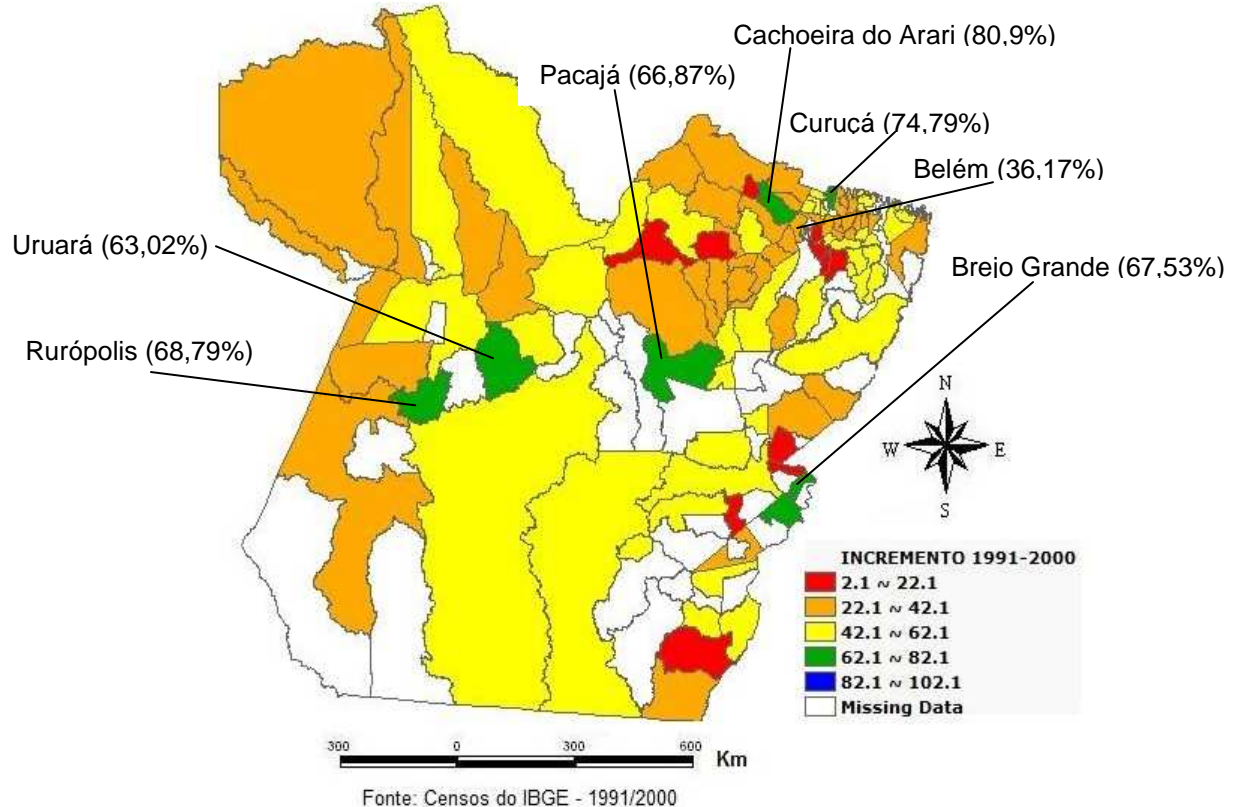 Cachoeira do Arari (80,9%)
Pacajá (66,87%)
Curuçá (74,79%)
Belém (36,17%)
Uruará (63,02%)
Brejo Grande (67,53%)
Rurópolis (68,79%)
N
W E
S
INCREMENTO 1991-2000
2.1 ~ 22.1
22.1 ~ 42.1
42.1 ~ 62.1
62.1 ~ 82.1
82.1 ~ 102.1
Missing Data
300 0 300 600
Km
Fonte: Censos do IBGE - 1991/2000